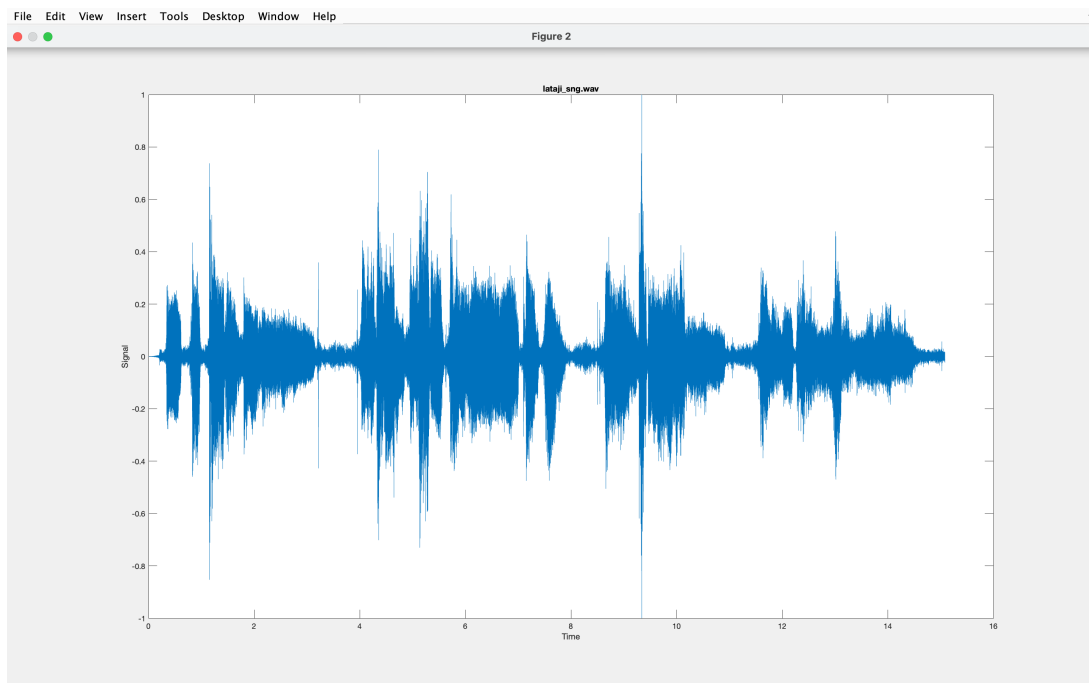 File Edit View Insert Tools Desktop Window Help
Figure 2
lataji_sng.wav
1
0.8
0.6
0.4
0.2
0
-0.2
-0.4
-0.6
-0.8
-1
Signal
0 2 4 6 8 10 12 14 16
Time